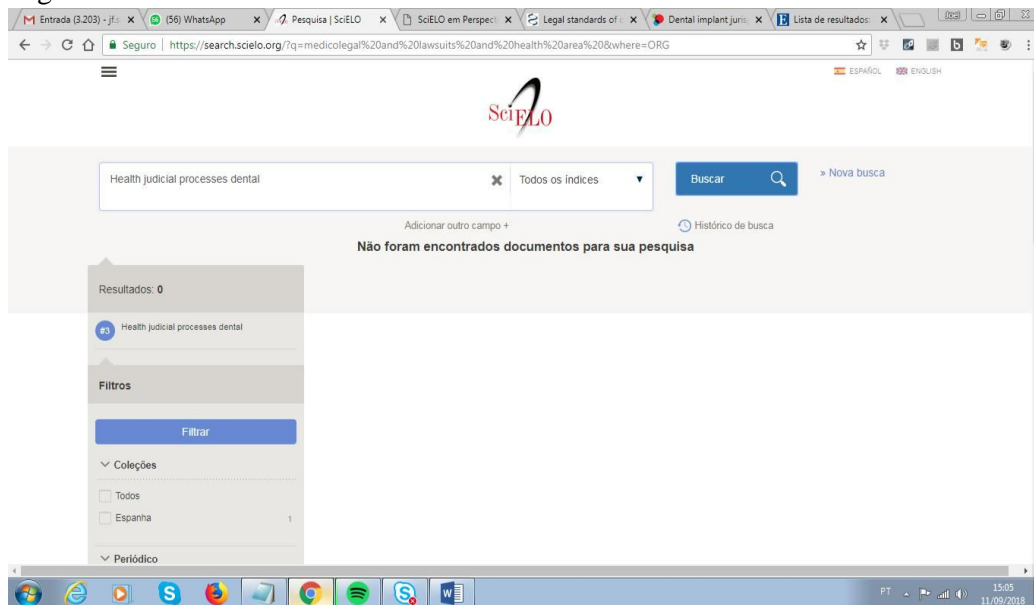 Entrada (3.203) - jf.s
(56) WhatsApp
Pesquisa | SciELO
SciELO em Perspect
Legal standards of c
Dental implant juris
Lista de resultados:
Seguro
https://search.scielo.org/?q=medicolegal%20and%20lawsuits%20and%20health%20area%20&where=ORG
ESPAÑOL
ENGLISH
SciELO
Health judicial processes dental
Todos os índices
Buscar
» Nova busca
Adicionar outro campo +
Histórico de busca
Não foram encontrados documentos para sua pesquisa
Resultados: 0
#3
Health judicial processes dental
Filtros
Filtrar
Coleções
Todos
Espanha 1
Periódico
PT
15:05
11/09/2018